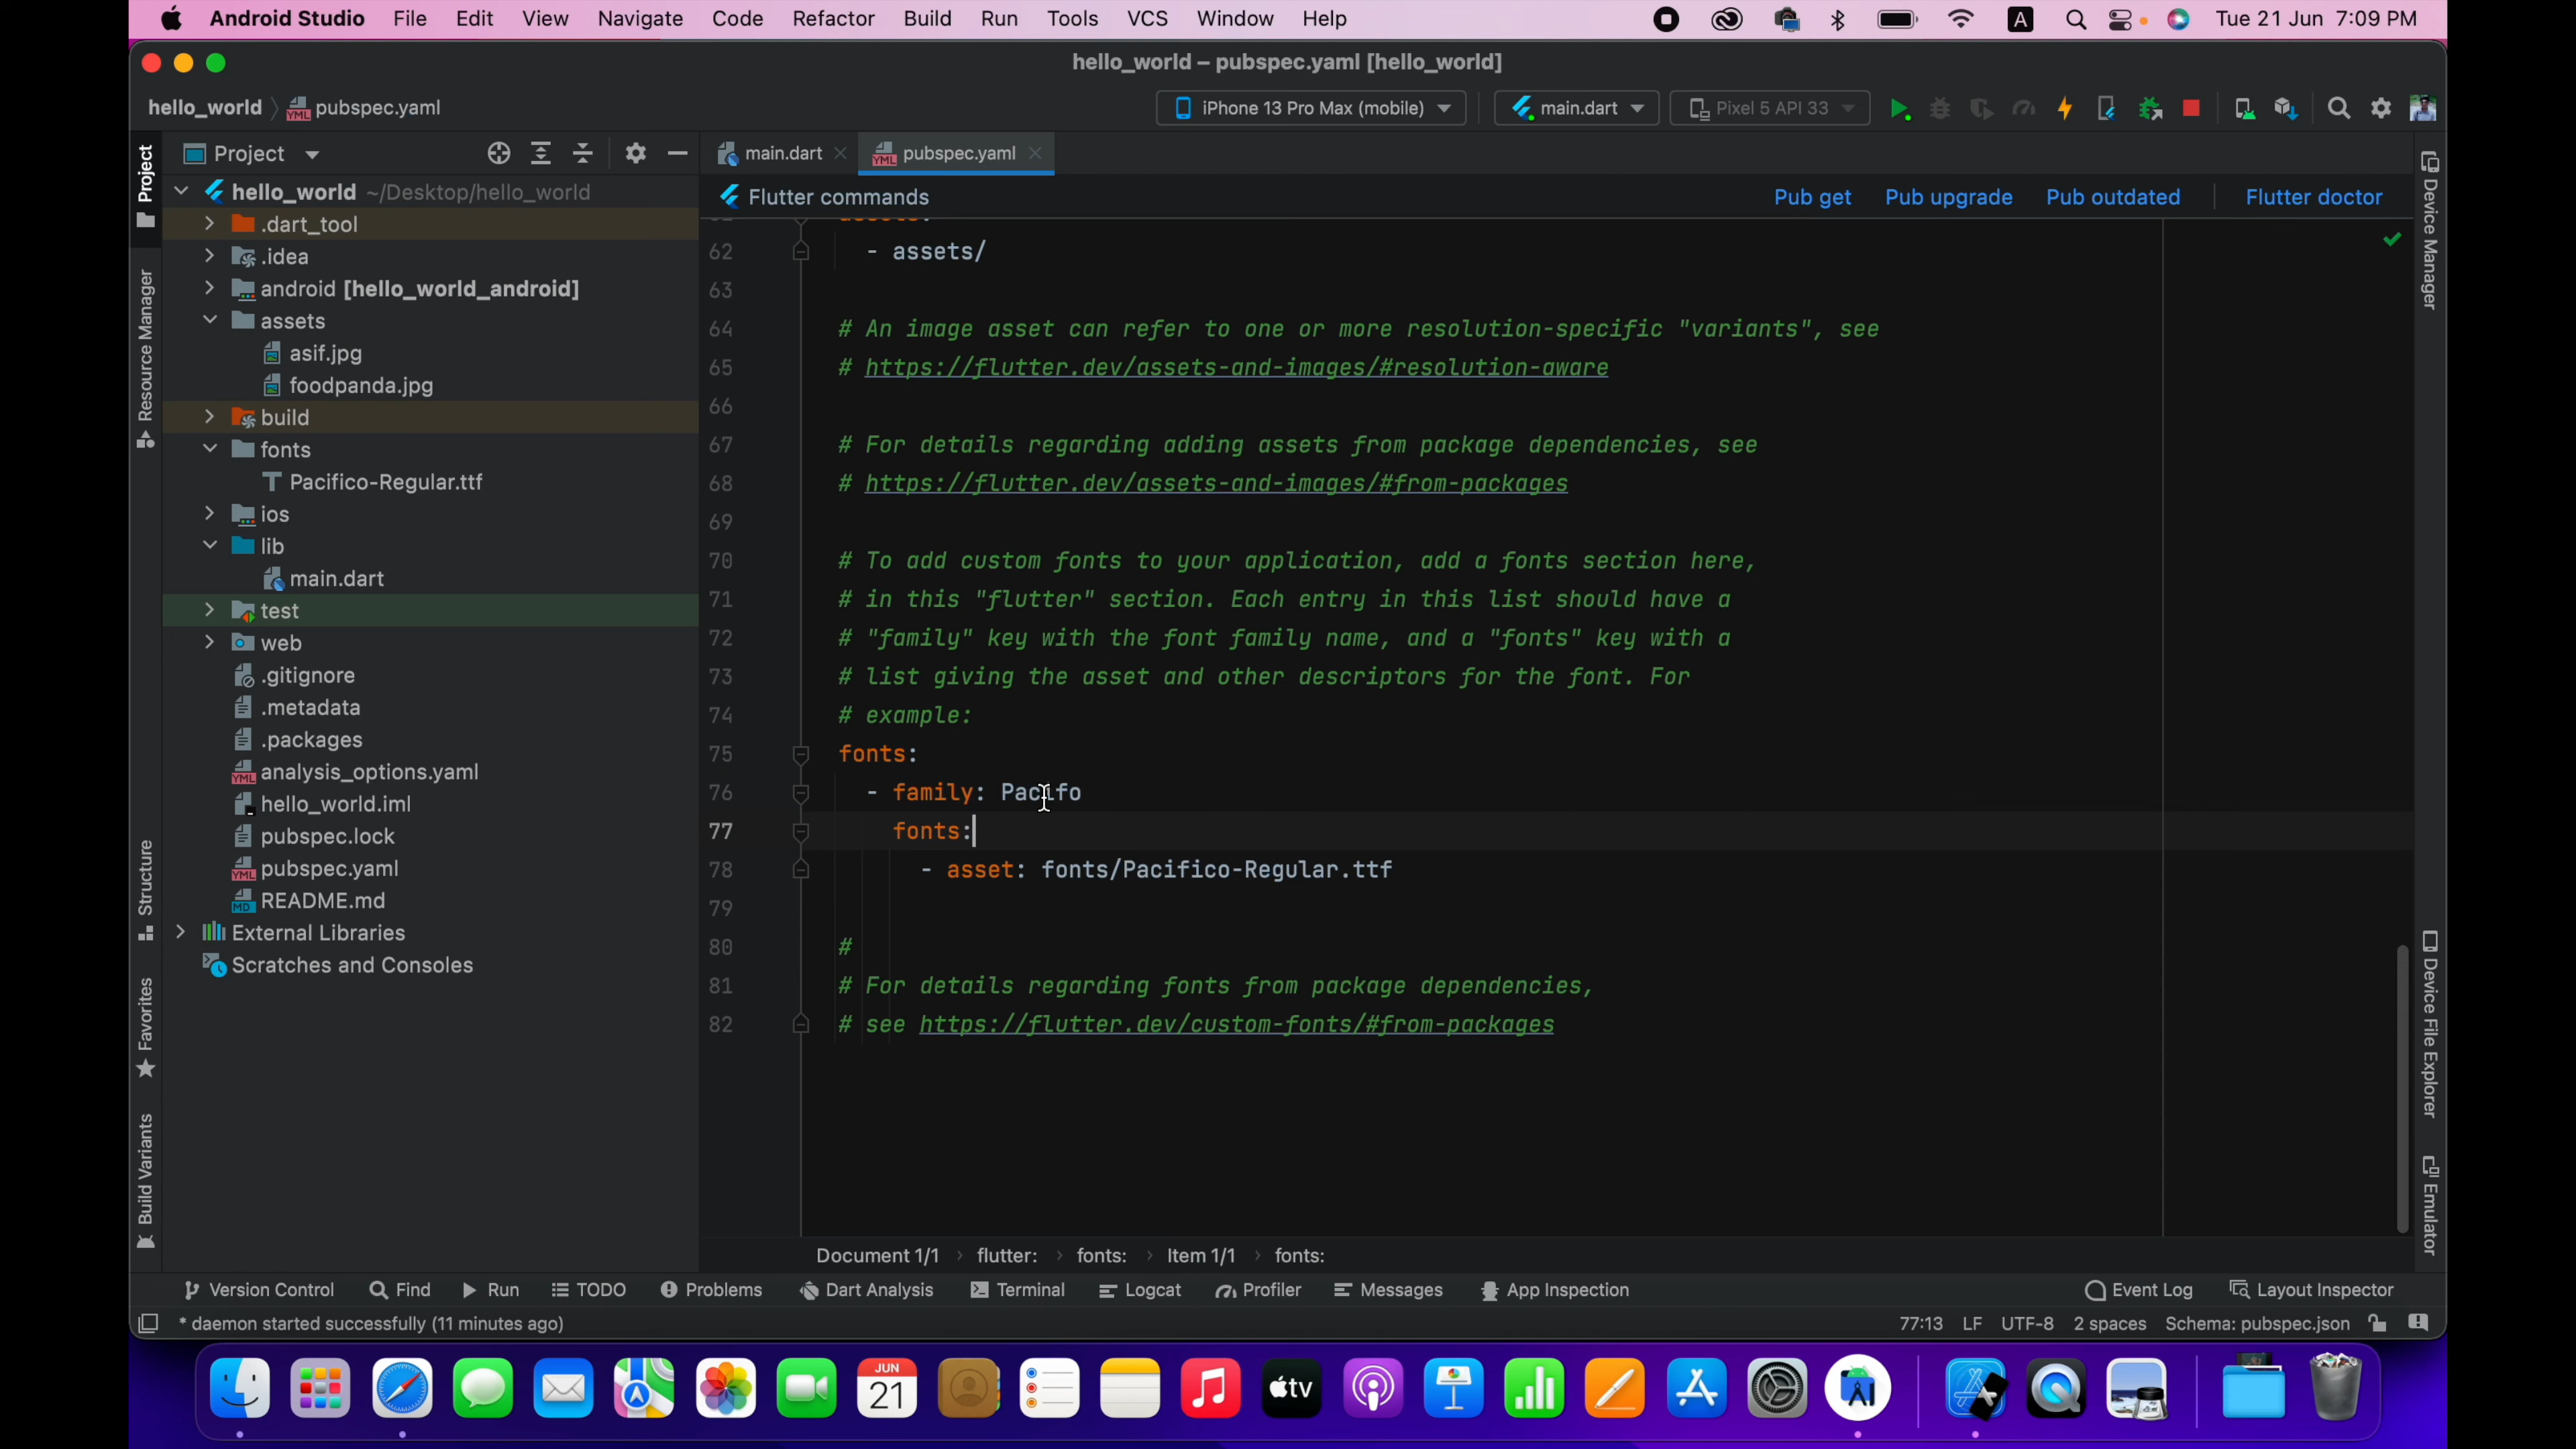 Android Studio File Edit View Navigate Code Refactor Build Run Tools VCS Window Help A Tue 21 Jun 7:09 PM
hello_world – pubspec.yaml [hello_world]
hello_world pubspec.yaml iPhone 13 Pro Max (mobile) main.dart Pixel 5 API 33
Project main.dart pubspec.yaml
Flutter commands Pub get Pub upgrade Pub outdated Flutter doctor
hello_world ~/Desktop/hello_world
.dart_tool
.idea
android [hello_world_android]
assets
asif.jpg
foodpanda.jpg
build
fonts
Pacifico-Regular.ttf
ios
lib
main.dart
test
web
.gitignore
.metadata
.packages
analysis_options.yaml
hello_world.iml
pubspec.lock
pubspec.yaml
README.md
External Libraries
Scratches and Consoles
62 - assets/
63
64 # An image asset can refer to one or more resolution-specific "variants", see
65 # https://flutter.dev/assets-and-images/#resolution-aware
66
67 # For details regarding adding assets from package dependencies, see
68 # https://flutter.dev/assets-and-images/#from-packages
69
70 # To add custom fonts to your application, add a fonts section here,
71 # in this "flutter" section. Each entry in this list should have a
72 # "family" key with the font family name, and a "fonts" key with a
73 # list giving the asset and other descriptors for the font. For
74 # example:
75 fonts:
76 - family: Pacifo
77 fonts:
78 - asset: fonts/Pacifico-Regular.ttf
79
80 #
81 # For details regarding fonts from package dependencies,
82 # see https://flutter.dev/custom-fonts/#from-packages
Document 1/1 › flutter: › fonts: › Item 1/1 › fonts:
Project
Resource Manager
Structure
Favorites
Build Variants
Device Manager
Device File Explorer
Emulator
Version Control Find Run TODO Problems Dart Analysis Terminal Logcat Profiler Messages App Inspection Event Log Layout Inspector
* daemon started successfully (11 minutes ago) 77:13 LF UTF-8 2 spaces Schema: pubspec.json
JUN
21
tv